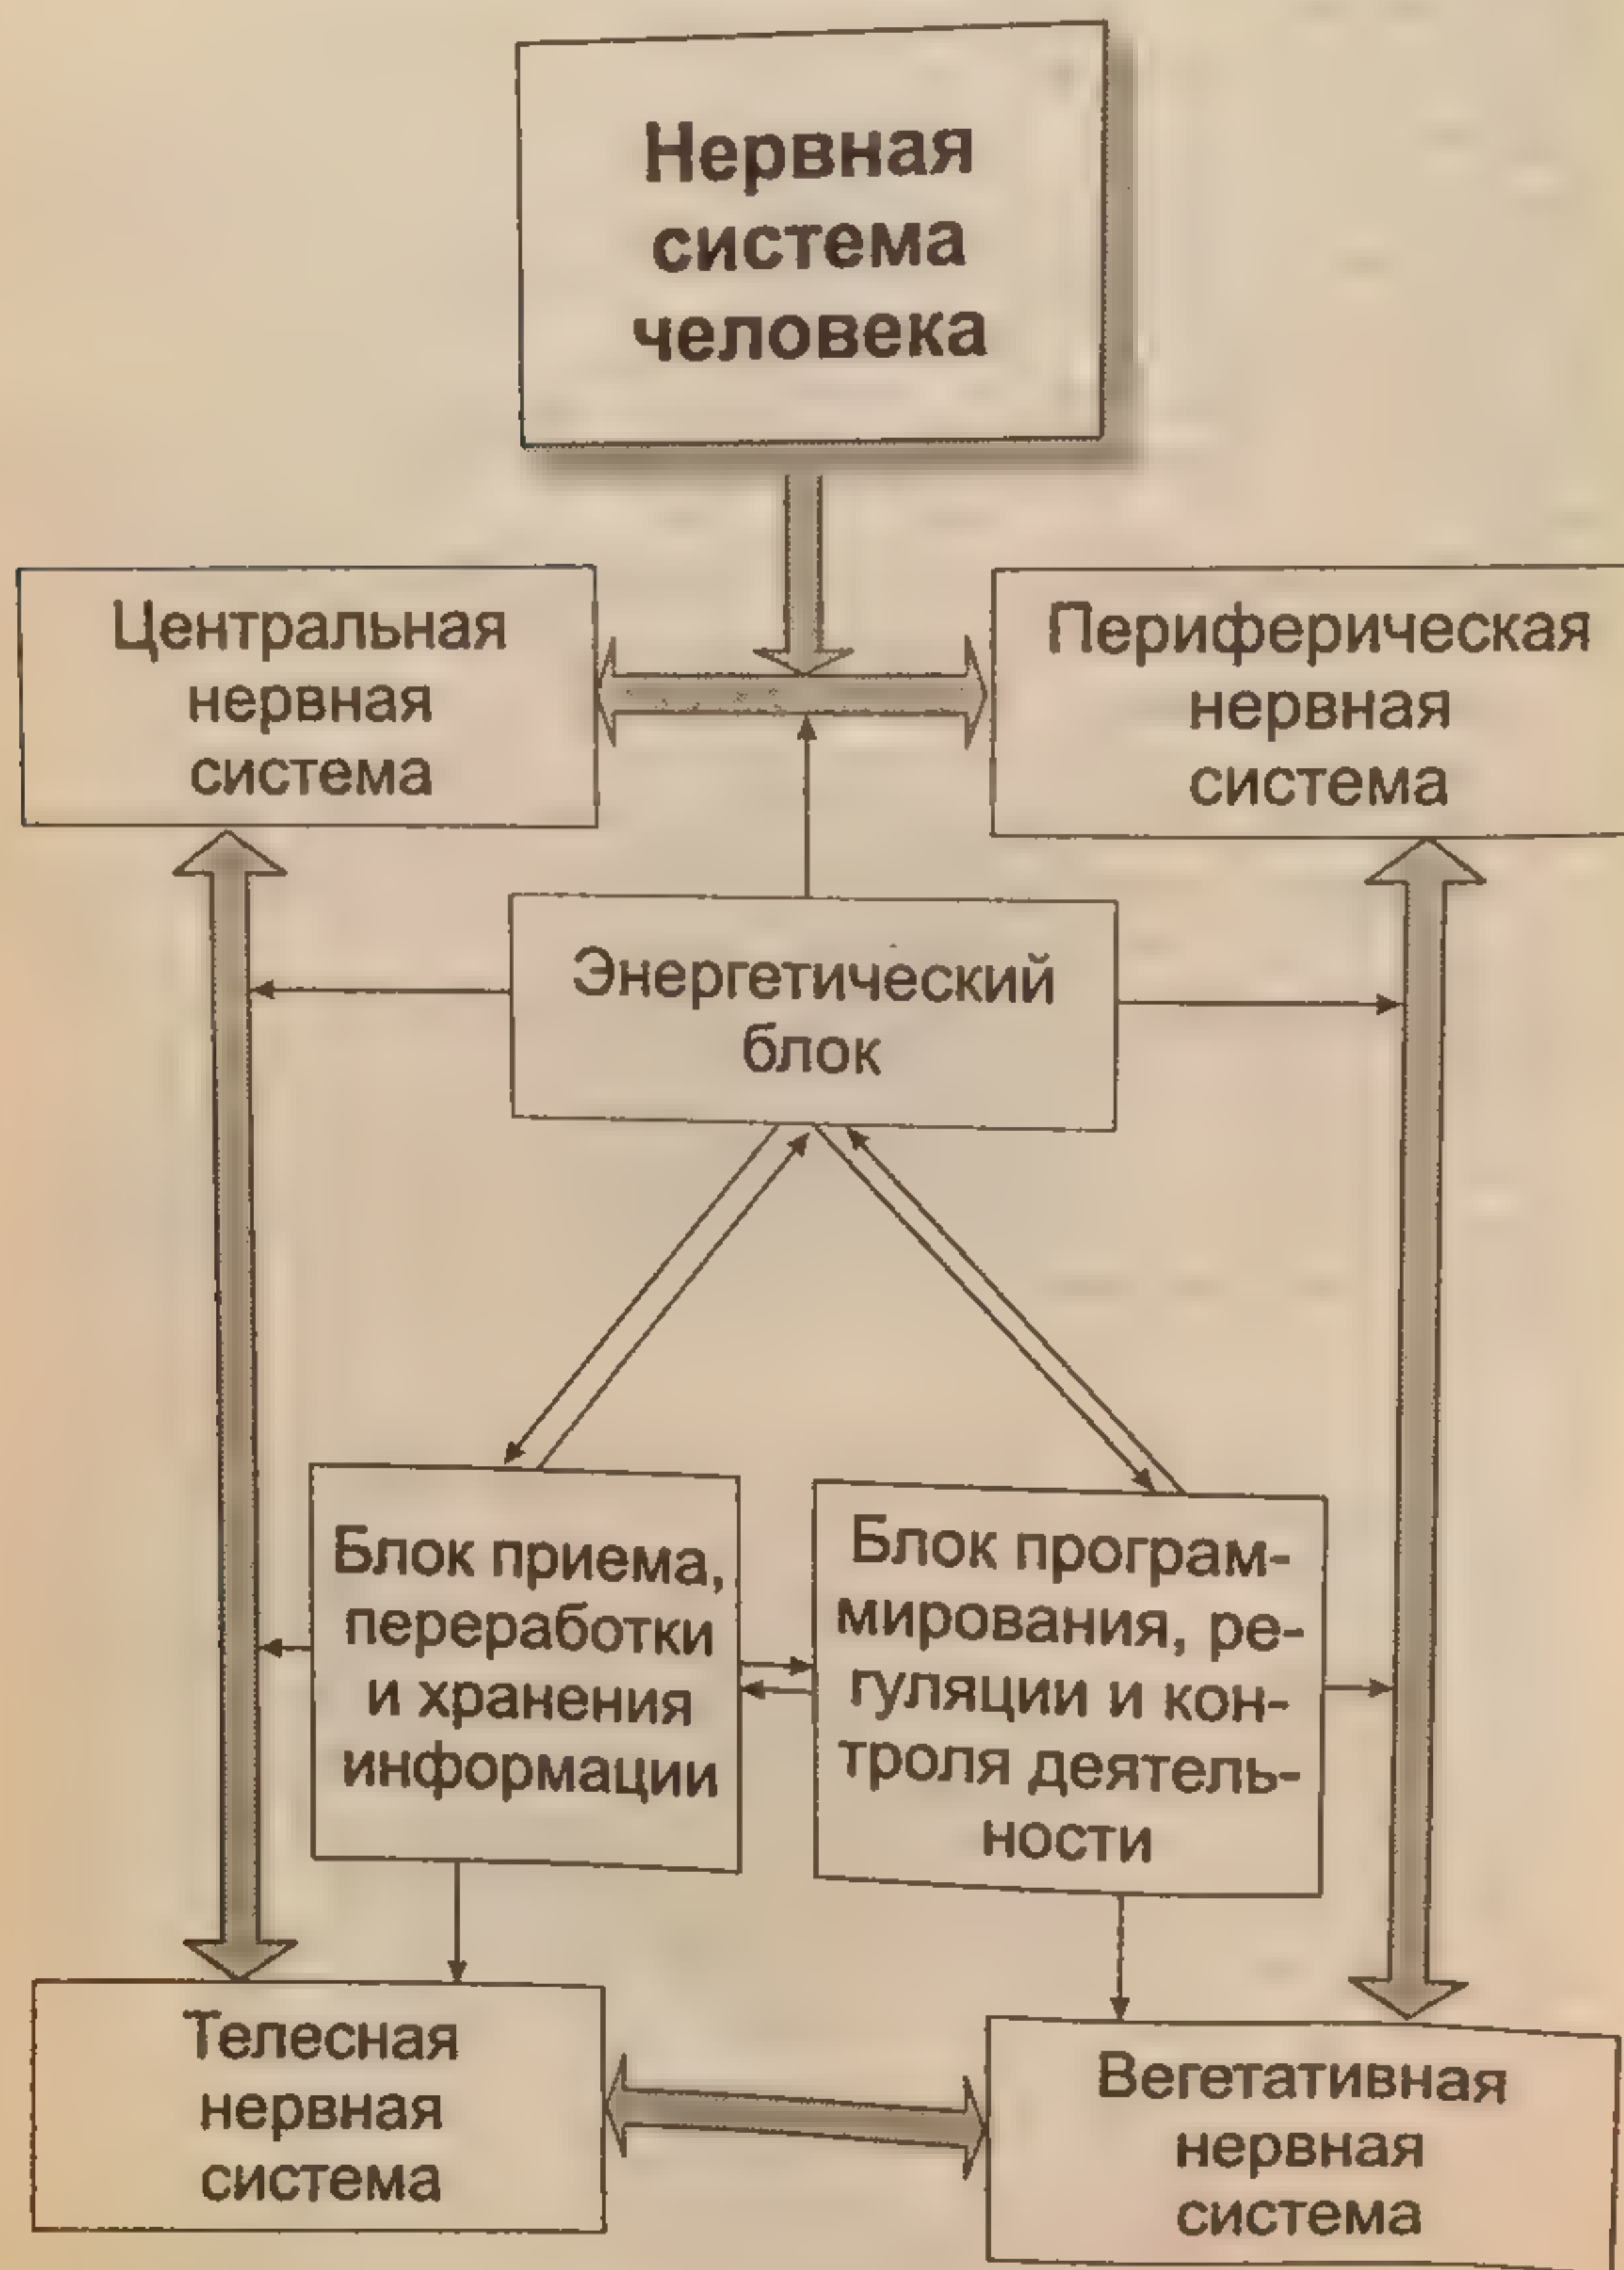 Нервная
система
человека
Центральная
нервная
система
Периферическая
нервная
система
Энергетический
блок
Блок приема,
переработки
и хранения
информации
Блок програм-
мирования, ре-
гуляции и кон-
троля деятель-
ности
Телесная
нервная
система
Вегетативная
нервная
система